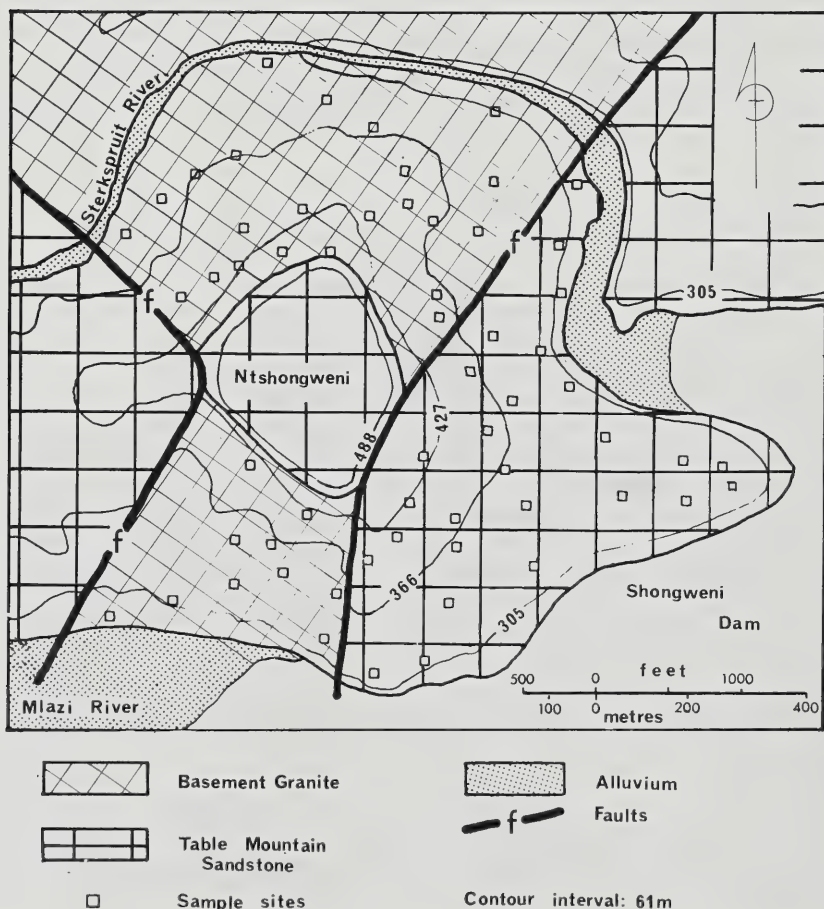 Sterkspruit River
f
f
305
Ntshongweni
488
427
f
366
305
Shongweni
Dam
Mlazi River
500 0 feet 1000
100 0 200 400
metres
Basement Granite
Alluvium
f Faults
Table Mountain
Sandstone
Sample sites
Contour interval: 61m